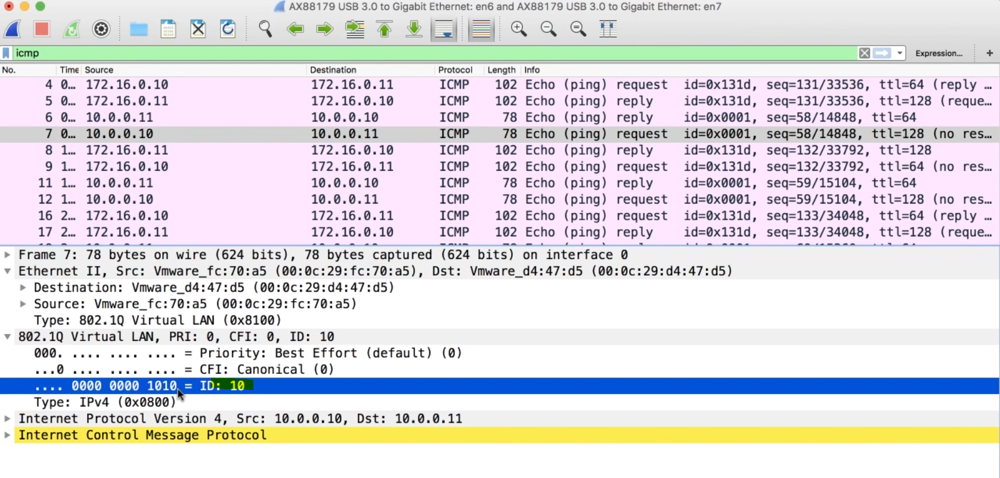 AX88179 USB 3.0 to Gigabit Ethernet: en6 and AX88179 USB 3.0 to Gigabit Ethernet: en7
icmp Expression... +
No. Time Source Destination Protocol Length Info
4 0… 172.16.0.10 172.16.0.11 ICMP 102 Echo (ping) request id=0x131d, seq=131/33536, ttl=64 (reply …
5 0… 172.16.0.11 172.16.0.10 ICMP 102 Echo (ping) reply id=0x131d, seq=131/33536, ttl=128 (reque…
6 0… 10.0.0.11 10.0.0.10 ICMP 78 Echo (ping) reply id=0x0001, seq=58/14848, ttl=64
7 0… 10.0.0.10 10.0.0.11 ICMP 78 Echo (ping) request id=0x0001, seq=58/14848, ttl=128 (no res…
8 1… 172.16.0.11 172.16.0.10 ICMP 102 Echo (ping) reply id=0x131d, seq=132/33792, ttl=128
9 1… 172.16.0.10 172.16.0.11 ICMP 102 Echo (ping) request id=0x131d, seq=132/33792, ttl=64 (no res…
11 1… 10.0.0.11 10.0.0.10 ICMP 78 Echo (ping) reply id=0x0001, seq=59/15104, ttl=64
12 1… 10.0.0.10 10.0.0.11 ICMP 78 Echo (ping) request id=0x0001, seq=59/15104, ttl=128 (no res…
16 2… 172.16.0.10 172.16.0.11 ICMP 102 Echo (ping) request id=0x131d, seq=133/34048, ttl=64 (reply …
17 2… 172.16.0.11 172.16.0.10 ICMP 102 Echo (ping) reply id=0x131d, seq=133/34048, ttl=128 (reque…
Frame 7: 78 bytes on wire (624 bits), 78 bytes captured (624 bits) on interface 0
Ethernet II, Src: Vmware_fc:70:a5 (00:0c:29:fc:70:a5), Dst: Vmware_d4:47:d5 (00:0c:29:d4:47:d5)
Destination: Vmware_d4:47:d5 (00:0c:29:d4:47:d5)
Source: Vmware_fc:70:a5 (00:0c:29:fc:70:a5)
Type: 802.1Q Virtual LAN (0x8100)
802.1Q Virtual LAN, PRI: 0, CFI: 0, ID: 10
000. .... .... .... = Priority: Best Effort (default) (0)
...0 .... .... .... = CFI: Canonical (0)
.... 0000 0000 1010 = ID: 10
Type: IPv4 (0x0800)
Internet Protocol Version 4, Src: 10.0.0.10, Dst: 10.0.0.11
Internet Control Message Protocol